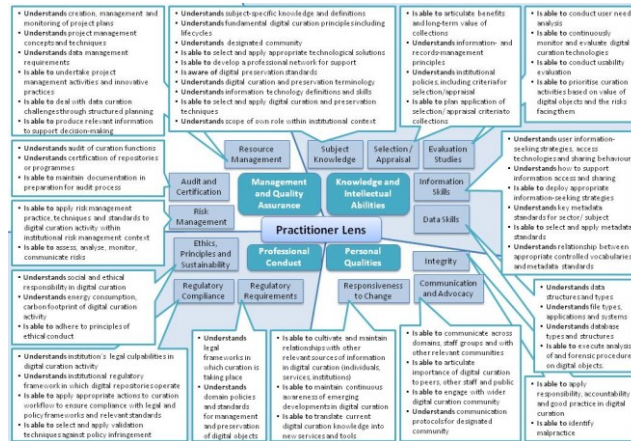 • Understands creation, management
and monitoring of project plans
• Understands project management
concepts and techniques
• Understands data management
requirements
• Is able to undertake project
management activities and innovative
practices
• Is able to deal with data curation
challenges through structured planning
• Is able to produce relevant information
to support decision-making
• Understands subject-specific knowledge and definitions
• Understands fundamental digital curation principles including
lifecycles
• Understands designated community
• Is able to select and apply appropriate technological solutions
• Is able to develop a professional network for support
• Is aware of digital preservation standards
• Understands digital curation and preservation terminology
• Understands information technology definitions and skills
• Is able to select and apply digital curation and preservation
techniques
• Understands scope of own role within institutional context
• Is able to articulate benefits
and long-term value of
collections
• Understands information- and
records-management
principles
• Understands institutional
policies, including criteria for
selection/appraisal
• Is able to plan application of
selection/ appraisal criteria to
collections
• Is able to conduct user need
analysis
• Is able to continuously
monitor and evaluate digital
curation technologies
• Is able to conduct usability
evaluation
• Is able to prioritise curation
activities based on value of
digital objects and the risks
facing them
• Understands audit of curation functions
• Understands certification of repositories
or programmes
• Is able to maintain documentation in
preparation for audit process
Resource
Management
Subject
Knowledge
Selection /
Appraisal
Evaluation
Studies
• Understands user information-
seeking strategies, access
technologies and sharing behaviours
• Understands how to support
information access and sharing
• Is able to deploy appropriate
information-seeking strategies
• Understands key metadata
standards for sector/ subject
• Is able to select and apply metadata
standards
• Understands relationship between
appropriate controlled vocabularies
and metadata standards
Audit and
Certification
Management
and Quality
Assurance
Knowledge and
Intellectual
Abilities
Information
Skills
• Is able to apply risk management
practice, techniques and standards to
digital curation activity within
institutional risk management context
• Is able to assess, analyse, monitor,
communicate risks
Risk
Management
Data Skills
Practitioner Lens
Ethics,
Principles and
Sustainability
Professional
Conduct
Personal
Qualities
Integrity
• Understands social and ethical
responsibility in digital curation
• Understands energy consumption,
carbon footprint of digital curation
activity
• Is able to adhere to principles of
ethical conduct
Regulatory
Compliance
Regulatory
Requirements
Responsiveness
to Change
Communication
and Advocacy
• Understands data
structures and types
• Understands file types,
applications and systems
• Understands database
types and structures
• Is able to execute analysis
of and forensic procedures
on digital objects.
• Understands institution's legal culpabilities in
digital curation activity
• Understands institutional regulatory
framework in which digital repositories operate
• Is able to apply appropriate actions to curation
workflow to ensure compliance with legal and
policy frameworks and relevant standards
• Is able to select and apply validation
techniques against policy infringement
• Understands
legal
frameworks in
which curation is
taking place
• Understands
domain policies
and standards
for management
and preservation
of digital objects
• Is able to cultivate and maintain
relationships with other
relevant sources of information
in digital curation (individuals,
services, institutions)
• Is able to maintain continuous
awareness of emerging
developments in digital curation
• Is able to translate current
digital curation knowledge into
new services and tools
• Is able to communicate across
domains, staff groups and with
other relevant communities
• Is able to articulate
importance of digital curation
to peers, other staff and public
• Is able to engage with wider
digital curation community
• Understands communication
protocols for designated
community
• Is able to apply
responsibility, accountability
and good practice in digital
curation
• Is able to identify
malpractice